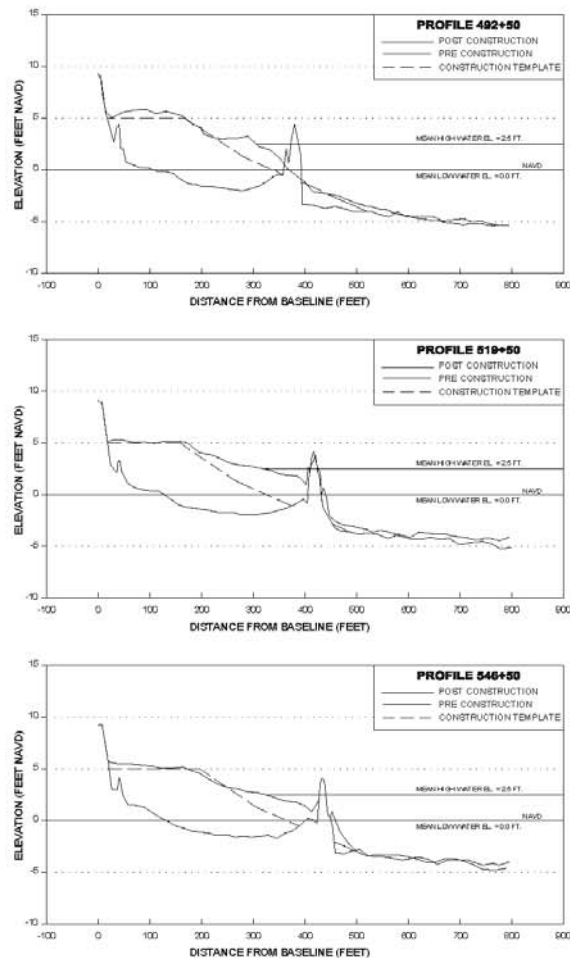 PROFILE 492+50
POST CONSTRUCTION
PRE CONSTRUCTION
CONSTRUCTION TEMPLATE
15
10
5
0
-5
-10
ELEVATION (FEET NAVD)
MEAN HIGH WATER EL. = 2.5 FT.
NAVD
MEAN LOW WATER EL. = 0.0 FT.
-100 0 100 200 300 400 500 600 700 800 900
DISTANCE FROM BASELINE (FEET)
PROFILE 519+50
POST CONSTRUCTION
PRE CONSTRUCTION
CONSTRUCTION TEMPLATE
15
10
5
0
-5
-10
ELEVATION (FEET NAVD)
MEAN HIGH WATER EL. = 2.5 FT.
NAVD
MEAN LOW WATER EL. = 0.0 FT.
-100 0 100 200 300 400 500 600 700 800 900
DISTANCE FROM BASELINE (FEET)
PROFILE 546+50
POST CONSTRUCTION
PRE CONSTRUCTION
CONSTRUCTION TEMPLATE
15
10
5
0
-5
-10
ELEVATION (FEET NAVD)
MEAN HIGH WATER EL. = 2.5 FT.
NAVD
MEAN LOW WATER EL. = 0.0 FT.
-100 0 100 200 300 400 500 600 700 800 900
DISTANCE FROM BASELINE (FEET)